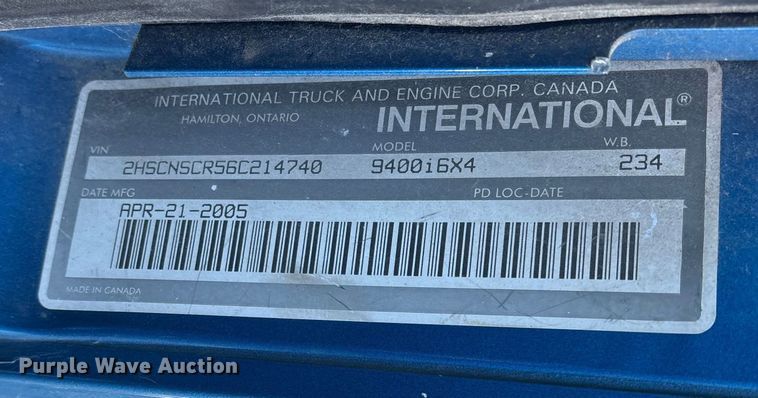 INTERNATIONAL TRUCK AND ENGINE CORP. CANADA
HAMILTON, ONTARIO INTERNATIONAL®
VIN MODEL W.B.
2HSCNSCR56C214740 9400i6X4 234
DATE MFG PD LOC-DATE
APR-21-2005
MADE IN CANADA
Purple Wave Auction